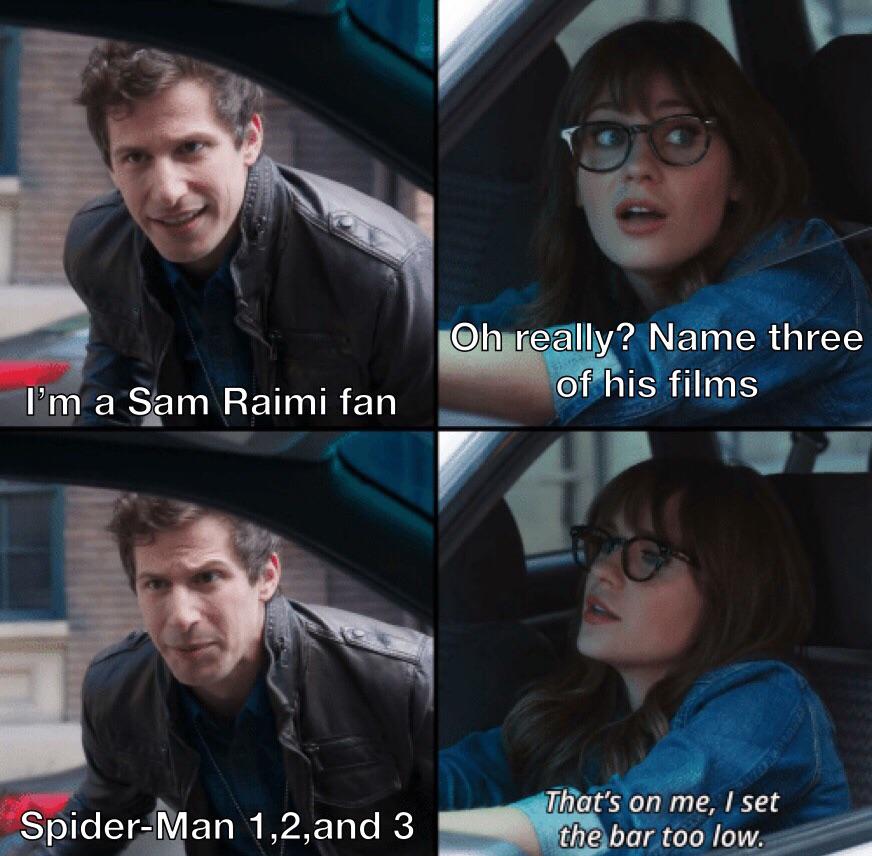 I'm a Sam Raimi fan
Oh really? Name three
of his films
Spider-Man 1,2,and 3
That's on me, I set
the bar too low.